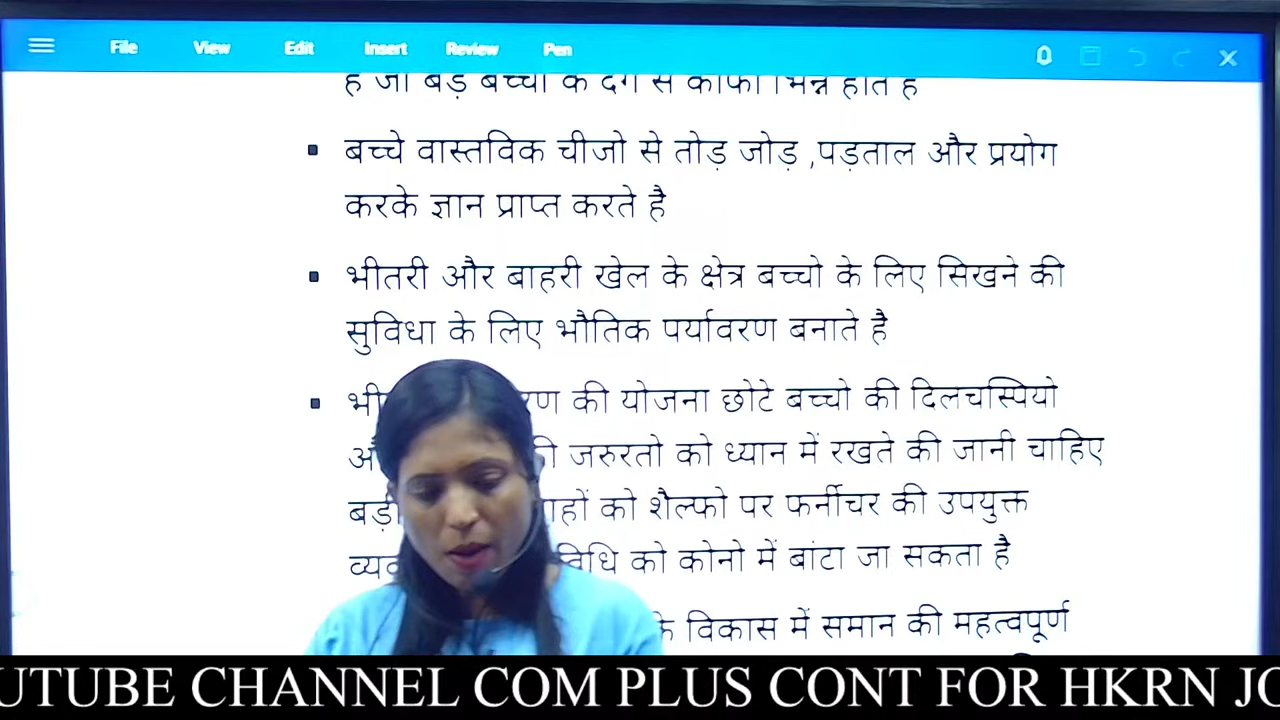 File View Edit Insert Review Pen
है जो बड़े बच्चो के ढंग से काफी भिन्न होते है
बच्चे वास्तविक चीजो से तोड़ जोड़ ,पड़ताल और प्रयोग
करके ज्ञान प्राप्त करते है
भीतरी और बाहरी खेल के क्षेत्र बच्चो के लिए सिखने की
सुविधा के लिए भौतिक पर्यावरण बनाते है
की योजना छोटे बच्चो की दिलचस्पियो
जरुरतो को ध्यान में रखते की जानी चाहिए
को शैल्फो पर फर्नीचर की उपयुक्त
को कोनो में बांटा जा सकता है
के विकास में समान की महत्वपूर्ण
UTUBE CHANNEL COM PLUS CONT FOR HKRN JO